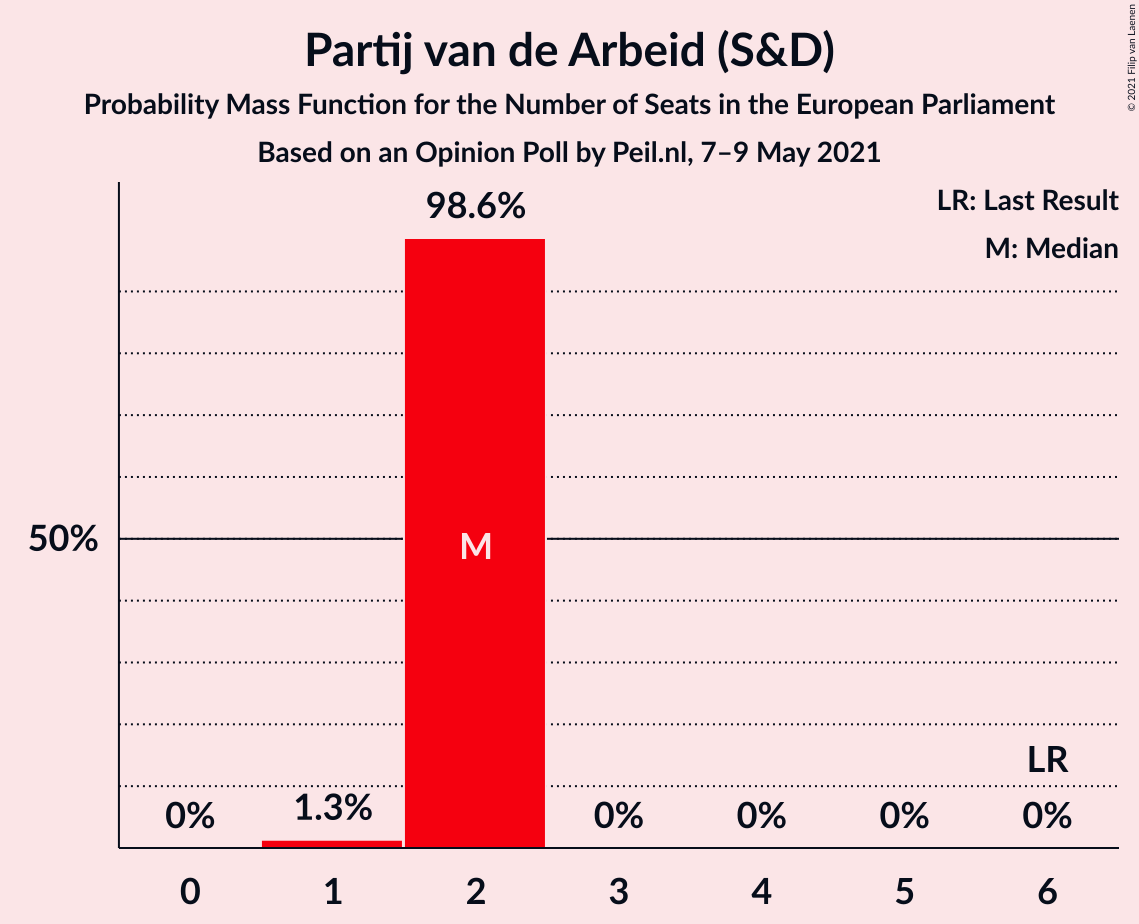 Partij van de Arbeid (S&D)
Probability Mass Function for the Number of Seats in the European Parliament
Based on an Opinion Poll by Peil.nl, 7–9 May 2021
© 2021 Filip van Laenen
LR: Last Result
M: Median
98.6%
50%
M
LR
0%
1.3%
0%
0%
0%
0%
0
1
2
3
4
5
6